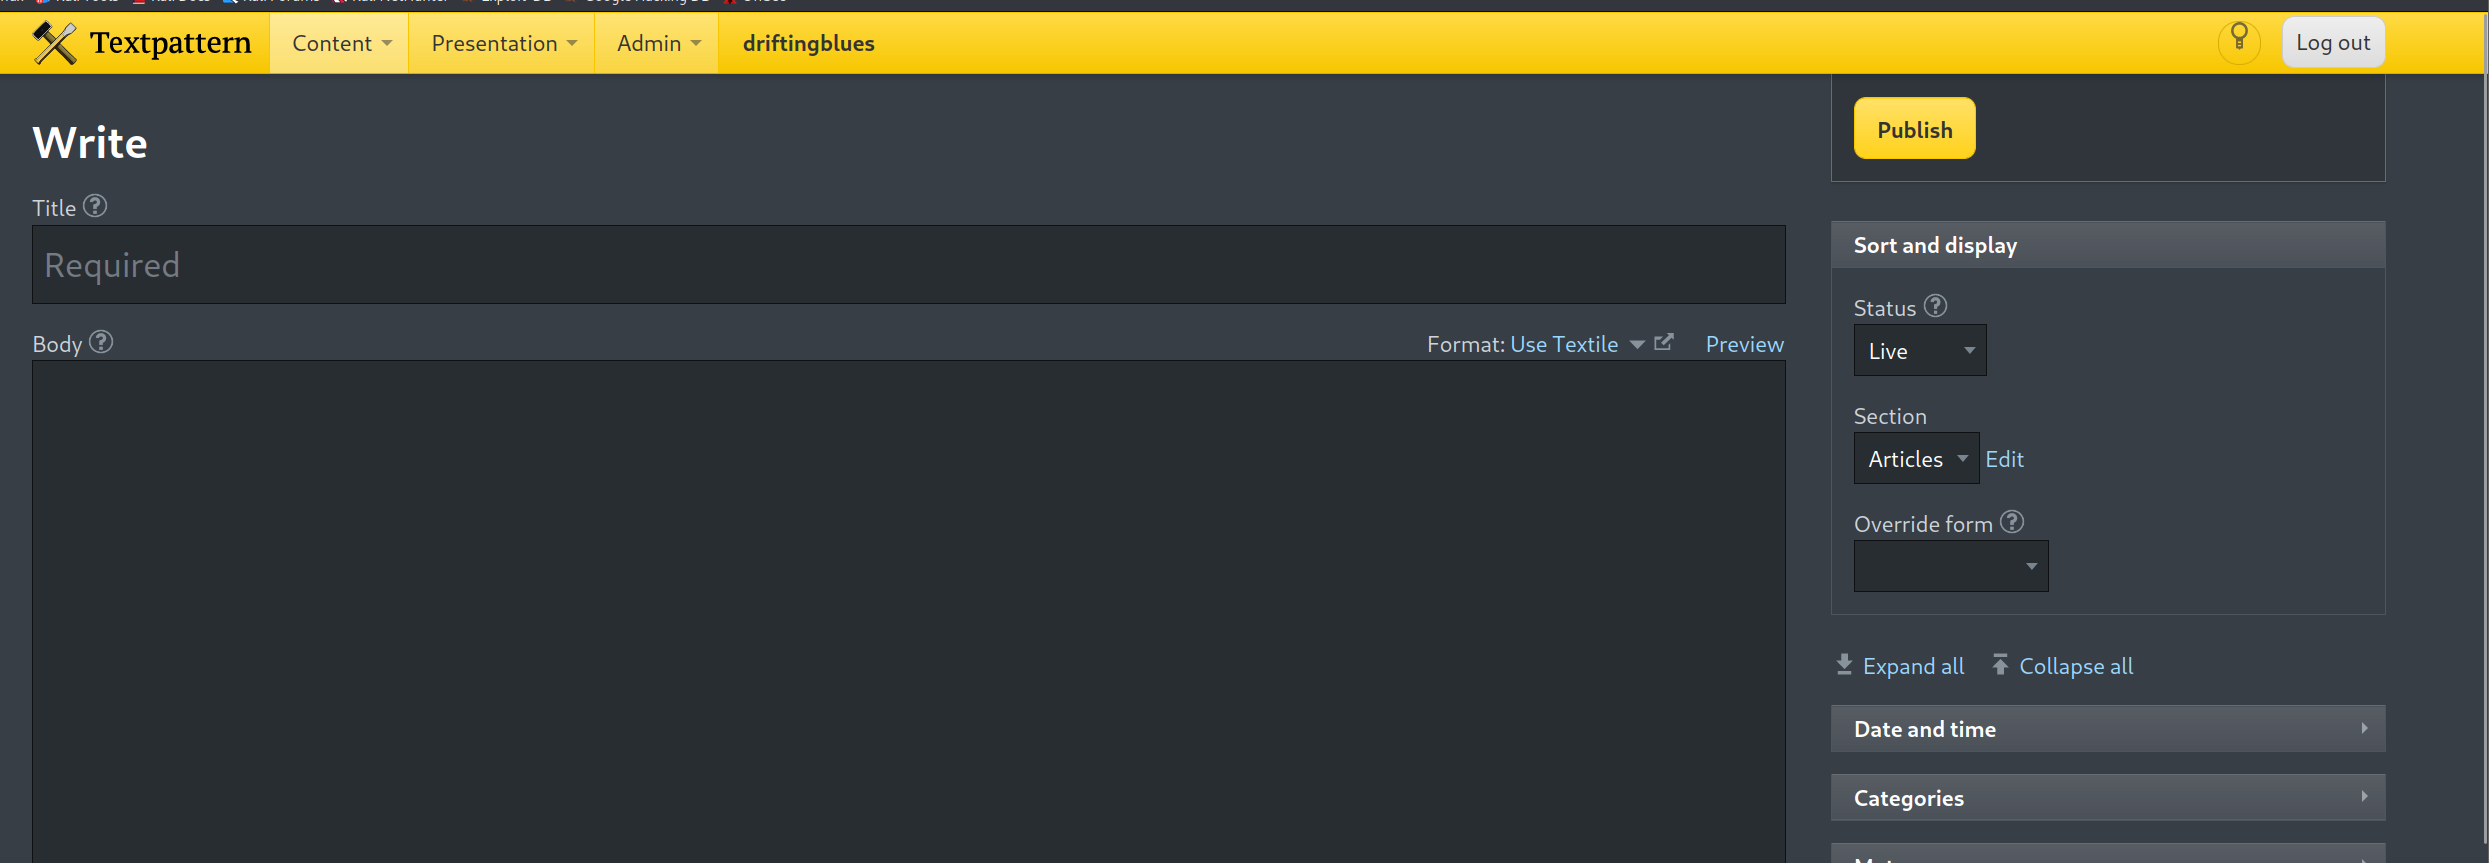 Textpattern Content Presentation Admin driftingblues Log out
Write
Title
Required
Body Format: Use Textile Preview
Publish
Sort and display
Status
Live
Section
Articles Edit
Override form
Expand all Collapse all
Date and time
Categories